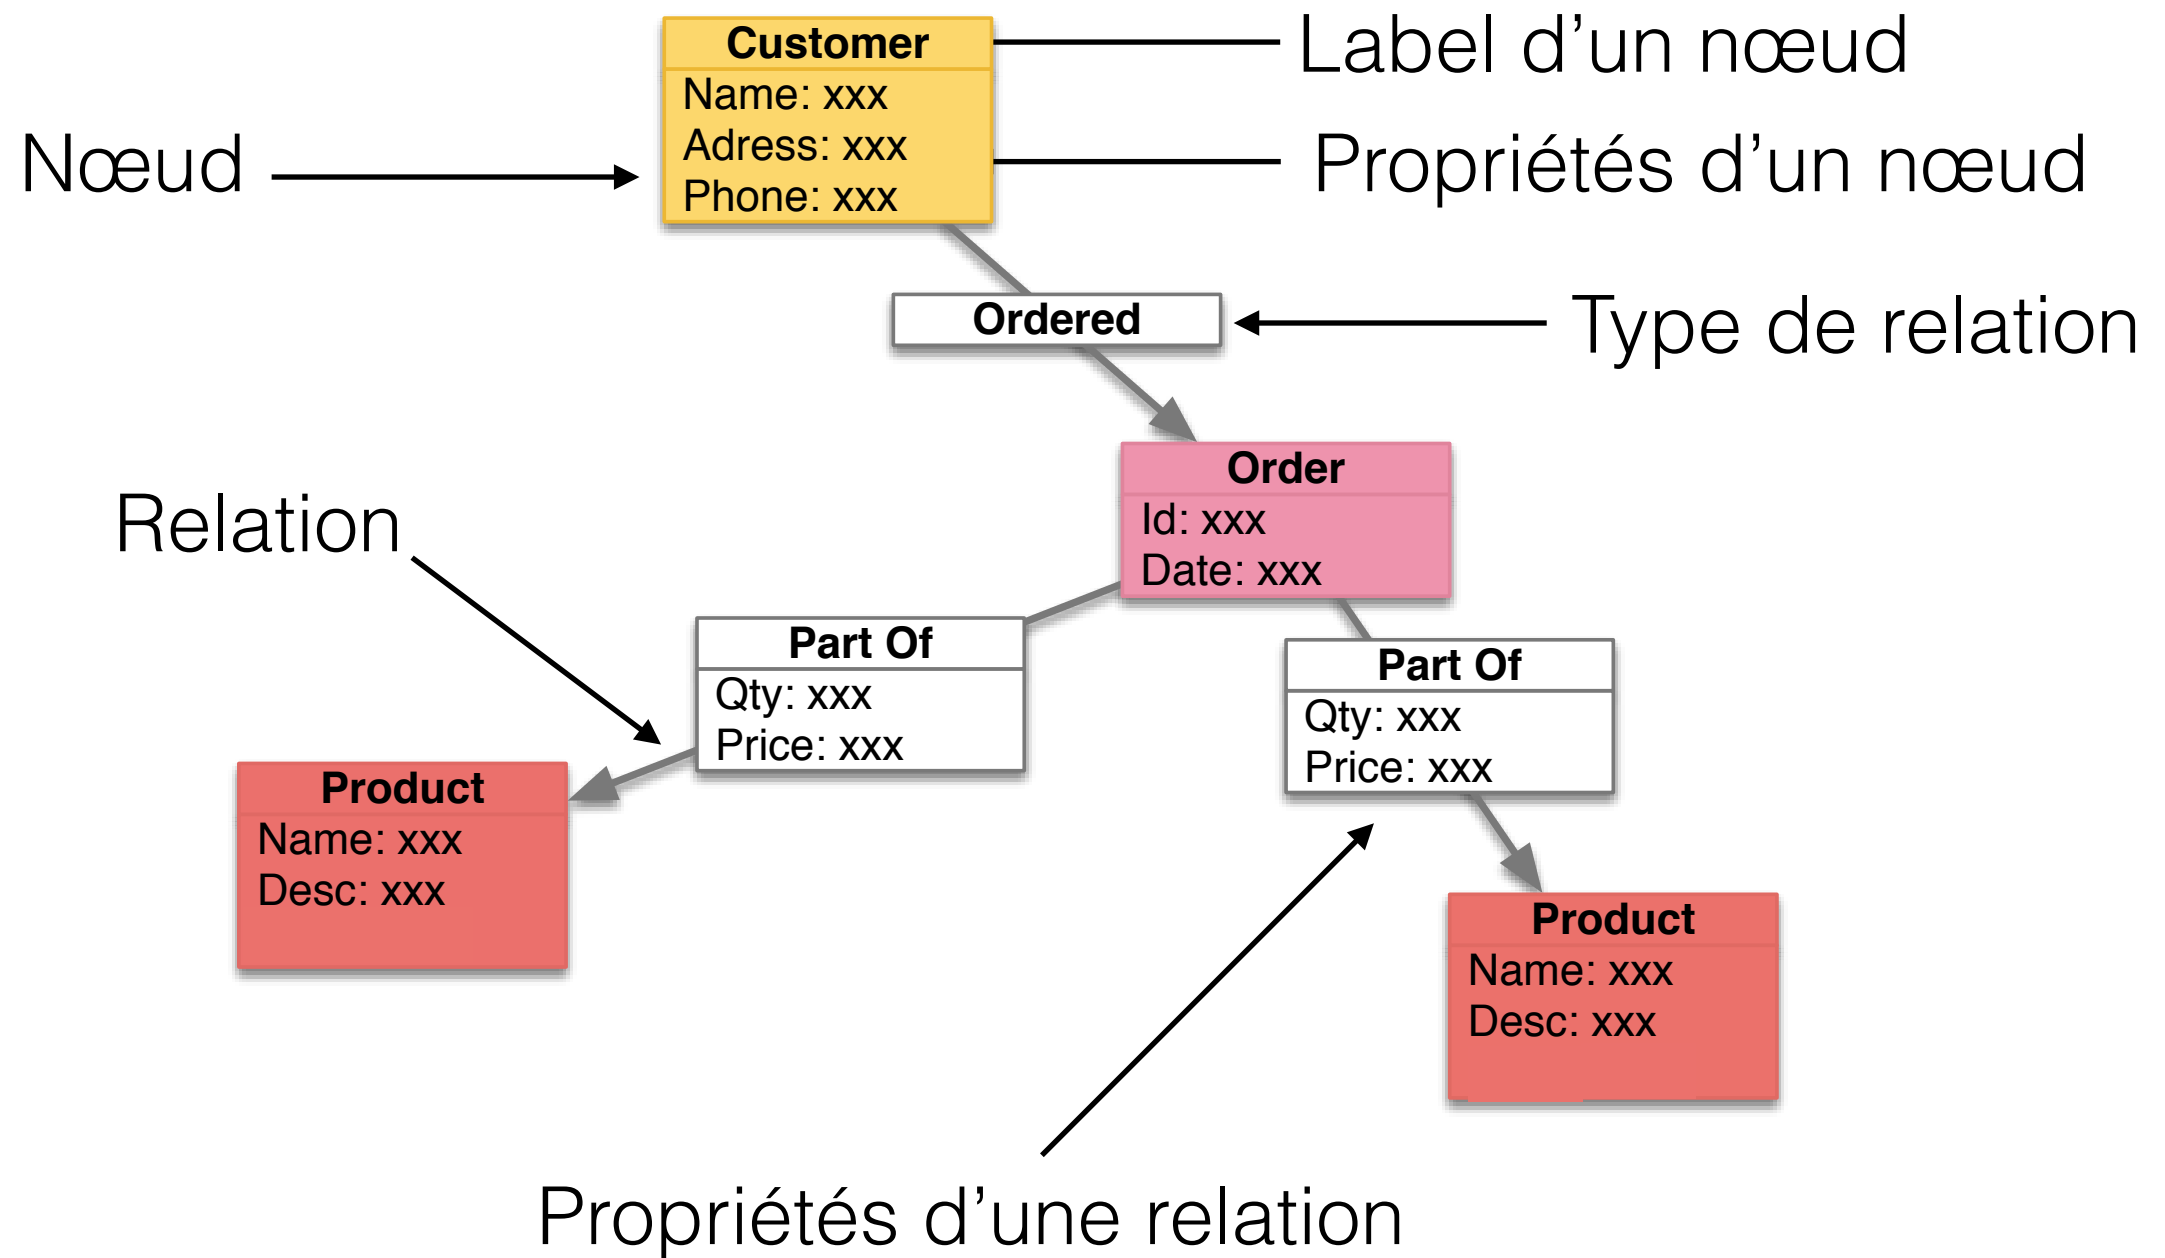 Customer
Name: xxx
Adress: xxx
Phone: xxx
Label d’un nœud
Propriétés d’un nœud
Nœud
Ordered
Type de relation
Order
Id: xxx
Date: xxx
Relation
Part Of
Qty: xxx
Price: xxx
Part Of
Qty: xxx
Price: xxx
Product
Name: xxx
Desc: xxx
Product
Name: xxx
Desc: xxx
Propriétés d’une relation